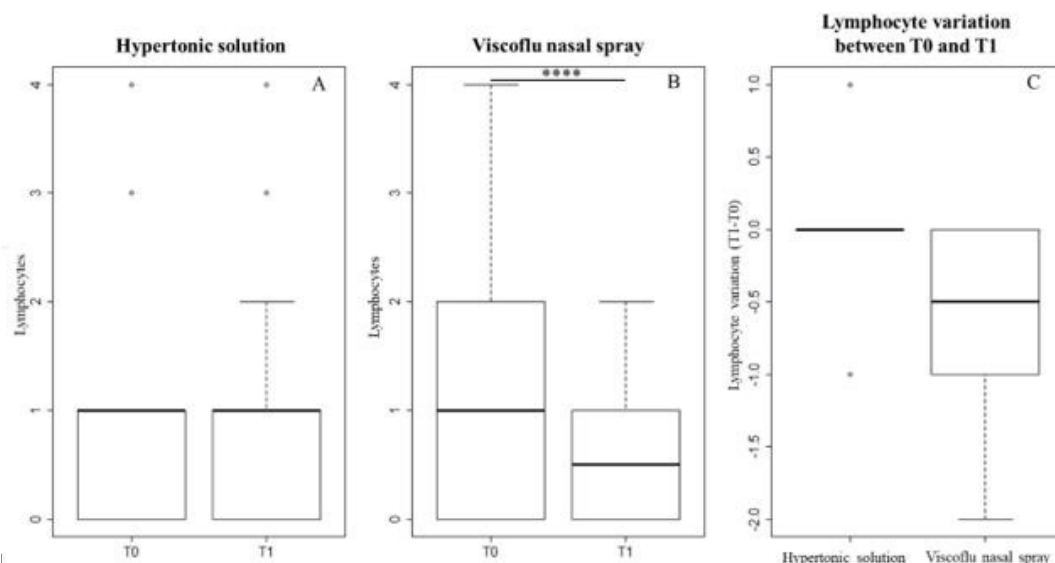 Hypertonic solution
A
Lymphocytes
4
3
2
1
0
T0 T1
Viscoflu nasal spray
****
B
Lymphocytes
4
3
2
1
0
T0 T1
Lymphocyte variation
between T0 and T1
C
Lymphocyte variation (T1-T0)
1.0
0.5
0.0
-0.5
-1.0
-1.5
-2.0
Hypertonic solution Viscoflu nasal spray